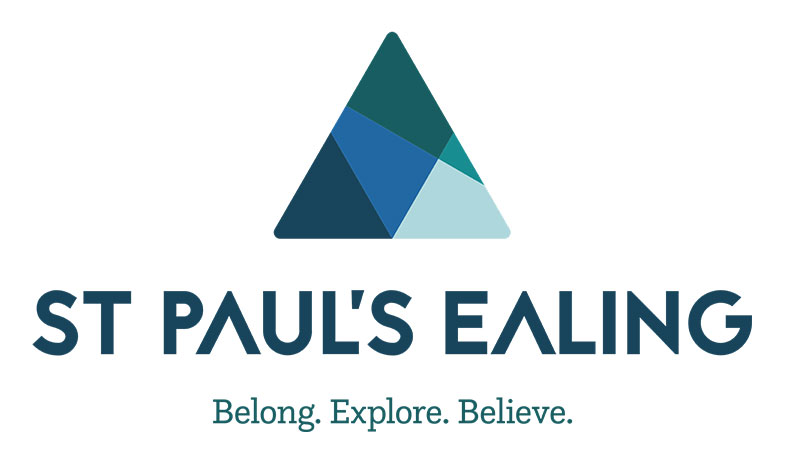 ST PAUL'S EALING
Belong. Explore. Believe.